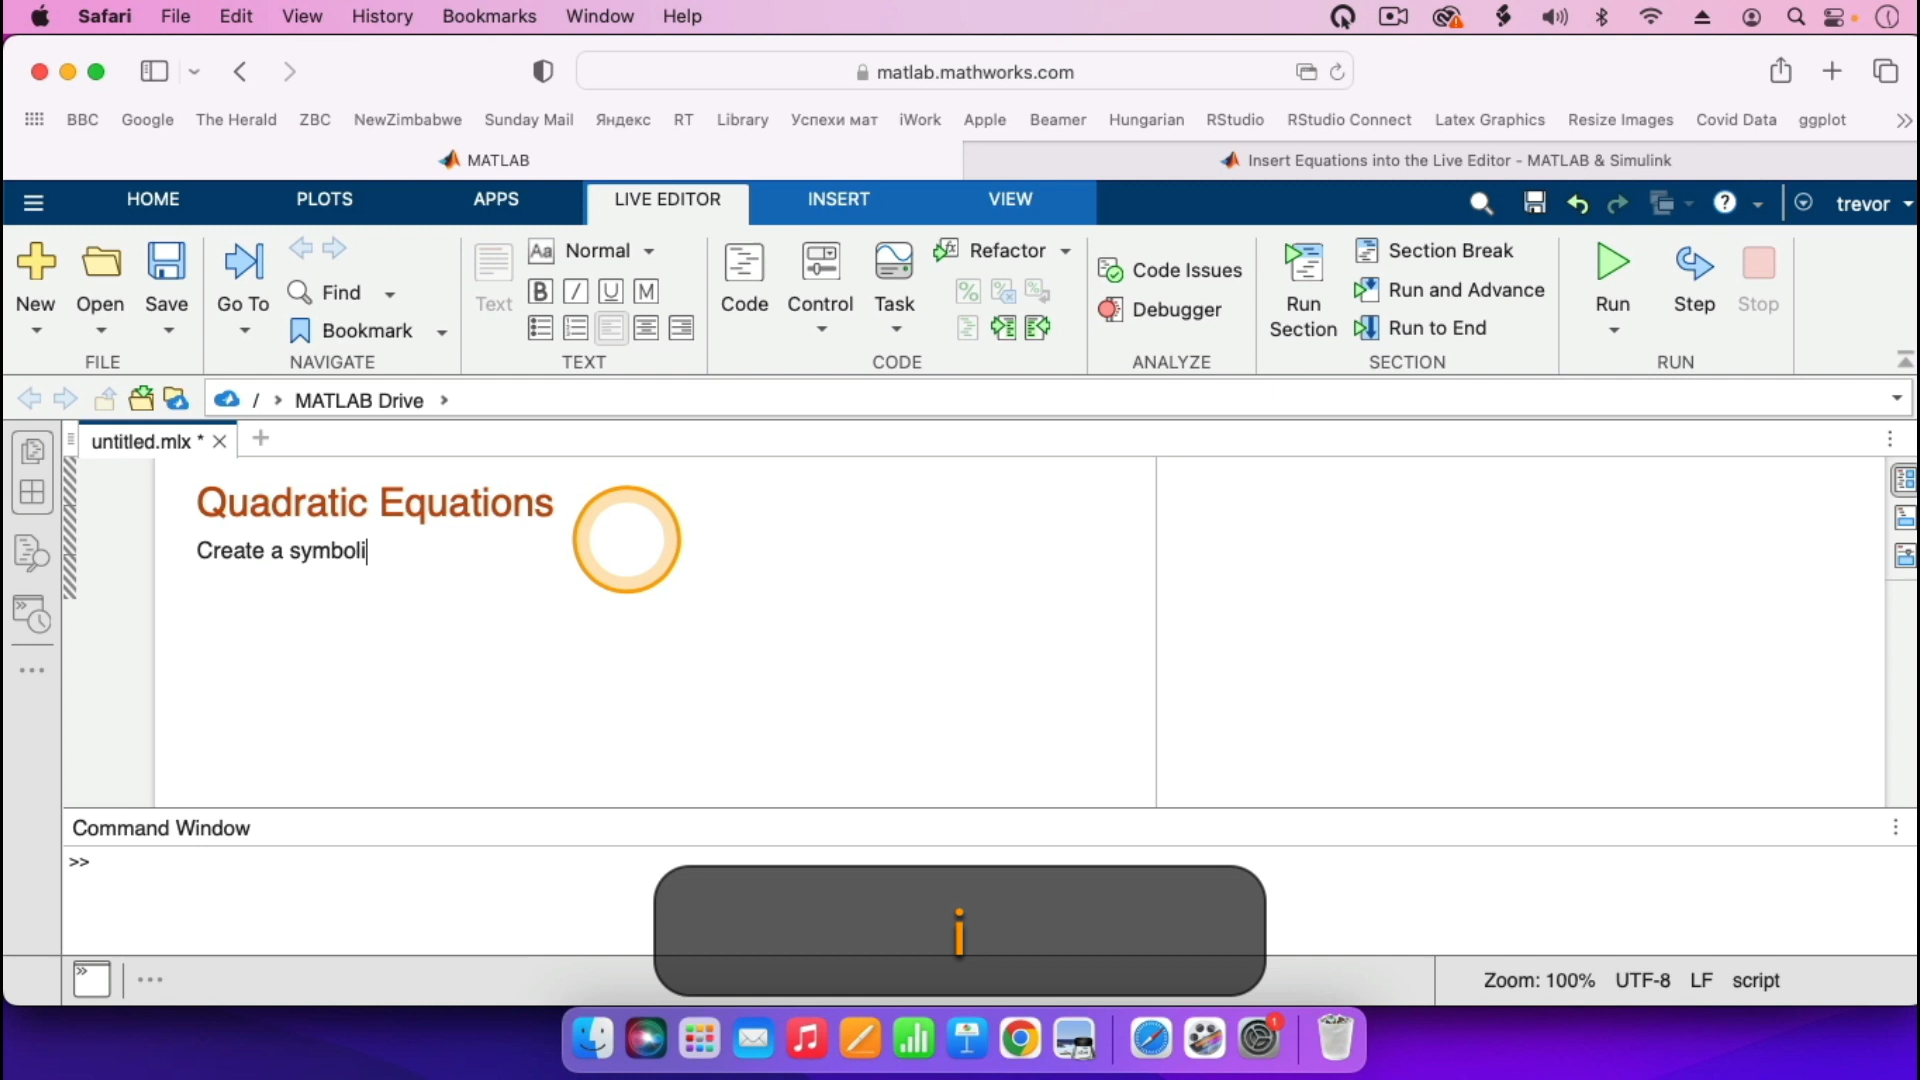 Safari File Edit View History Bookmarks Window Help
matlab.mathworks.com
BBC Google The Herald ZBC NewZimbabwe Sunday Mail Яндекс RT Library Успехи мат iWork Apple Beamer Hungarian RStudio RStudio Connect Latex Graphics Resize Images Covid Data ggplot
MATLAB Insert Equations into the Live Editor - MATLAB & Simulink
HOME PLOTS APPS LIVE EDITOR INSERT VIEW trevor
Aa Normal Refactor Code Issues Section Break
New Open Save Go To Find Text B I U M Code Control Task Run Section Run and Advance Run Step Stop
Bookmark Debugger Run to End
FILE NAVIGATE TEXT CODE ANALYZE SECTION RUN
/ MATLAB Drive
untitled.mlx *
Quadratic Equations
Create a symboli
Command Window
>>
i
Zoom: 100% UTF-8 LF script
1